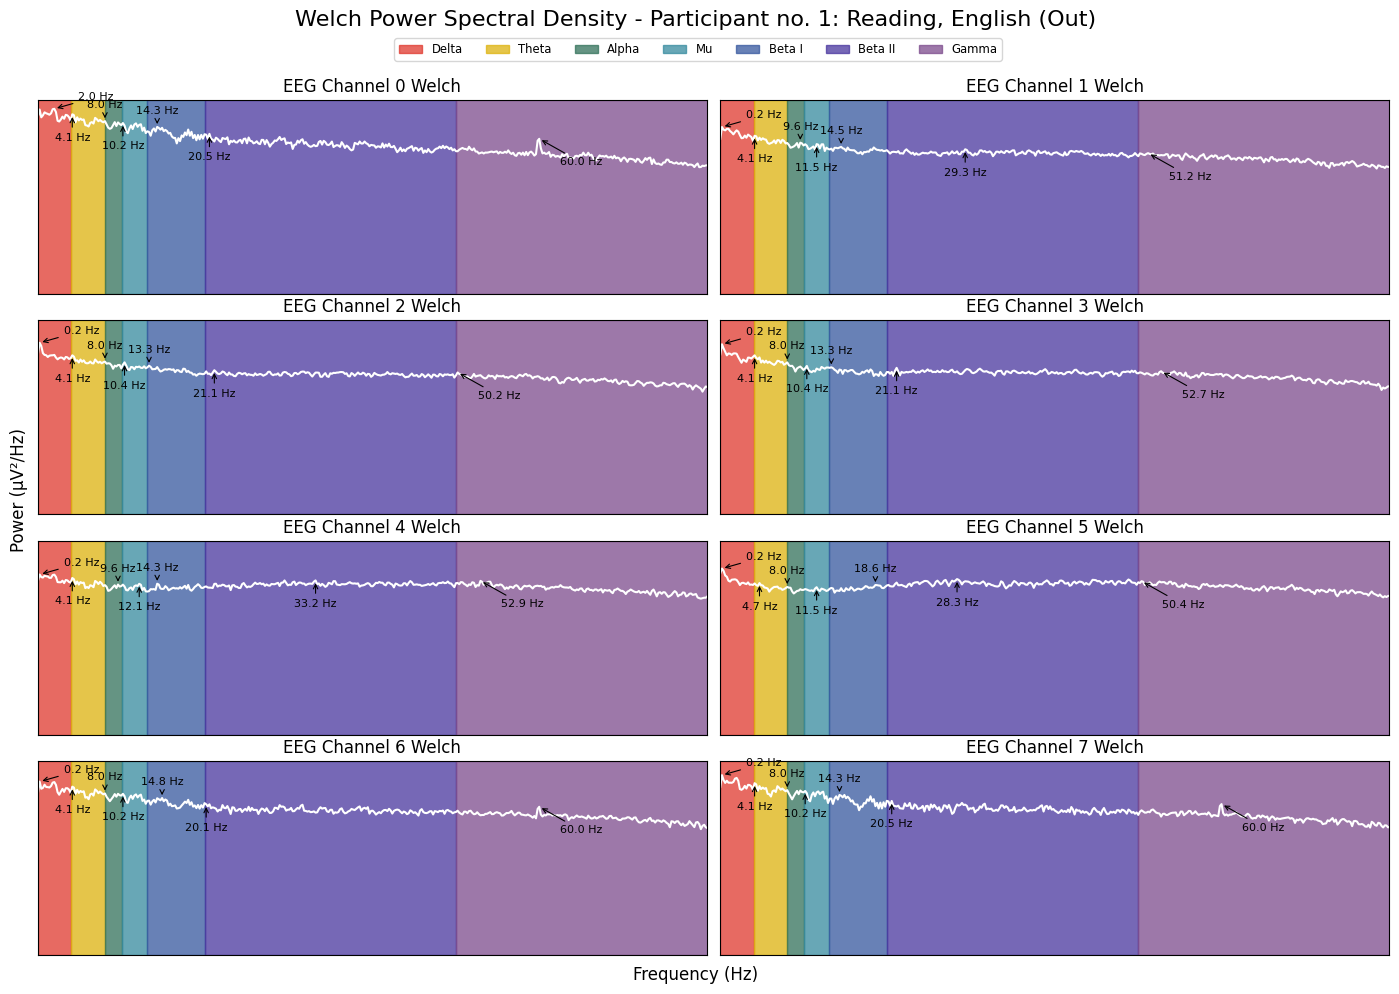 Welch Power Spectral Density - Participant no. 1: Reading, English (Out)
Delta Theta Alpha Mu Beta I Beta II Gamma
EEG Channel 0 Welch
2.0 Hz
8.0 Hz
14.3 Hz
4.1 Hz
10.2 Hz
20.5 Hz
60.0 Hz
EEG Channel 1 Welch
0.2 Hz
9.6 Hz
14.5 Hz
4.1 Hz
11.5 Hz
29.3 Hz
51.2 Hz
EEG Channel 2 Welch
0.2 Hz
8.0 Hz
13.3 Hz
4.1 Hz
10.4 Hz
21.1 Hz
50.2 Hz
EEG Channel 3 Welch
0.2 Hz
8.0 Hz
13.3 Hz
4.1 Hz
10.4 Hz
21.1 Hz
52.7 Hz
EEG Channel 4 Welch
0.2 Hz
9.6 Hz
14.3 Hz
4.1 Hz
12.1 Hz
33.2 Hz
52.9 Hz
EEG Channel 5 Welch
0.2 Hz
8.0 Hz
18.6 Hz
4.7 Hz
11.5 Hz
28.3 Hz
50.4 Hz
EEG Channel 6 Welch
0.2 Hz
8.0 Hz
14.8 Hz
4.1 Hz
10.2 Hz
20.1 Hz
60.0 Hz
EEG Channel 7 Welch
0.2 Hz
8.0 Hz
14.3 Hz
4.1 Hz
10.2 Hz
20.5 Hz
60.0 Hz
Power (µV²/Hz)
Frequency (Hz)